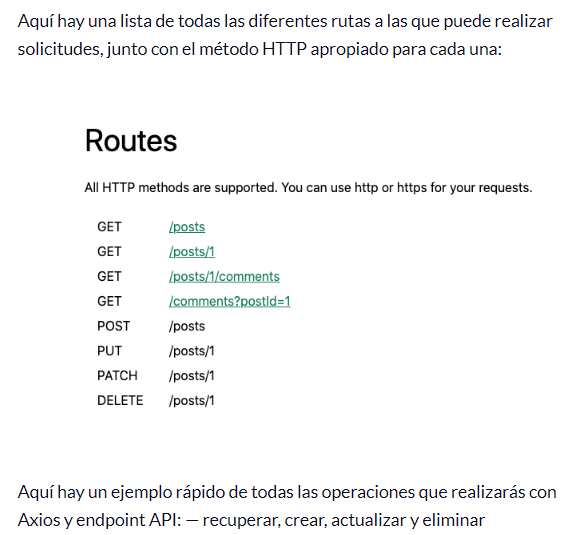 Aquí hay una lista de todas las diferentes rutas a las que puede realizar
solicitudes, junto con el método HTTP apropiado para cada una:
Routes
All HTTP methods are supported. You can use http or https for your requests.
GET /posts
GET /posts/1
GET /posts/1/comments
GET /comments?postId=1
POST /posts
PUT /posts/1
PATCH /posts/1
DELETE /posts/1
Aquí hay un ejemplo rápido de todas las operaciones que realizarás con
Axios y endpoint API: — recuperar, crear, actualizar y eliminar